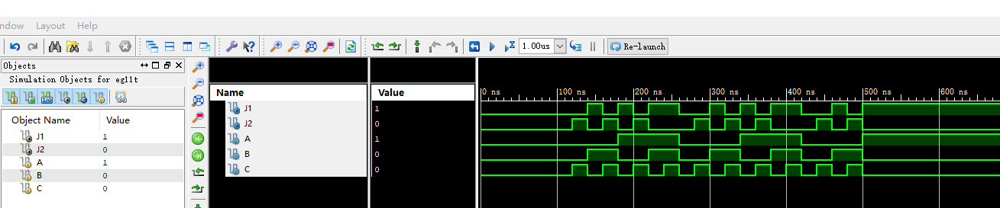 ndow Layout Help
1.00us Re-launch
Objects
Simulation Objects for eg11t
Object Name Value
J1 1
J2 0
A 1
B 0
C 0
Name Value
J1 1
J2 0
A 1
B 0
C 0
0 ns 100 ns 200 ns 300 ns 400 ns 500 ns 600 ns